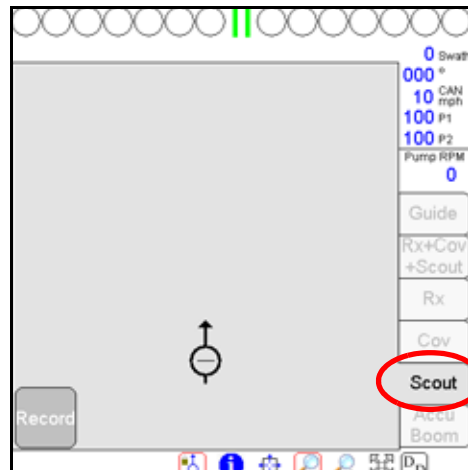 0 Swath
000 °
10 CAN mph
100 P1
100 P2
Pump RPM
0
Guide
Rx+Cov
+Scout
Rx
Cov
Scout
Accu
Boom
Record